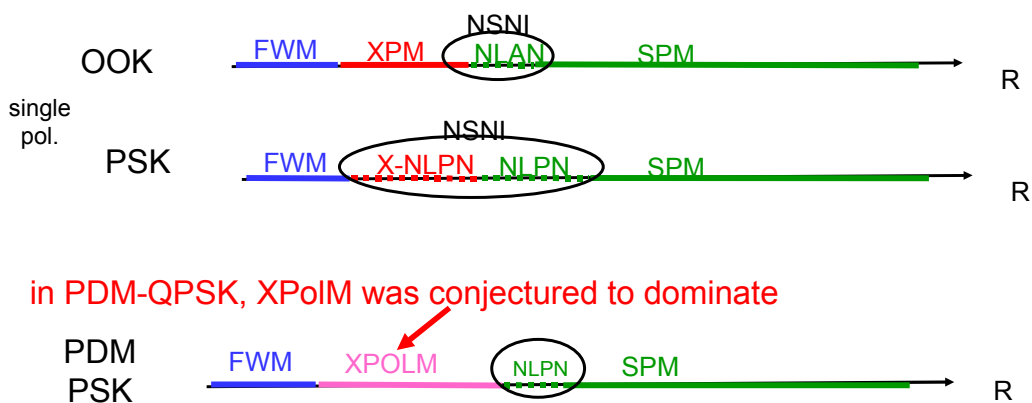 NSNI
OOK FWM XPM NLAN SPM
R
single
pol.
NSNI
PSK FWM X-NLPN NLPN SPM
R
in PDM-QPSK, XPolM was conjectured to dominate
PDM
PSK
FWM XPOLM NLPN SPM
R